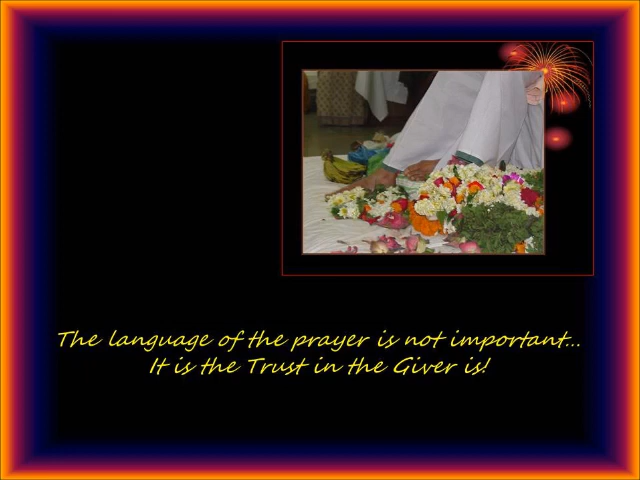 The language of the prayer is not important...
It is the Trust in the Giver is!